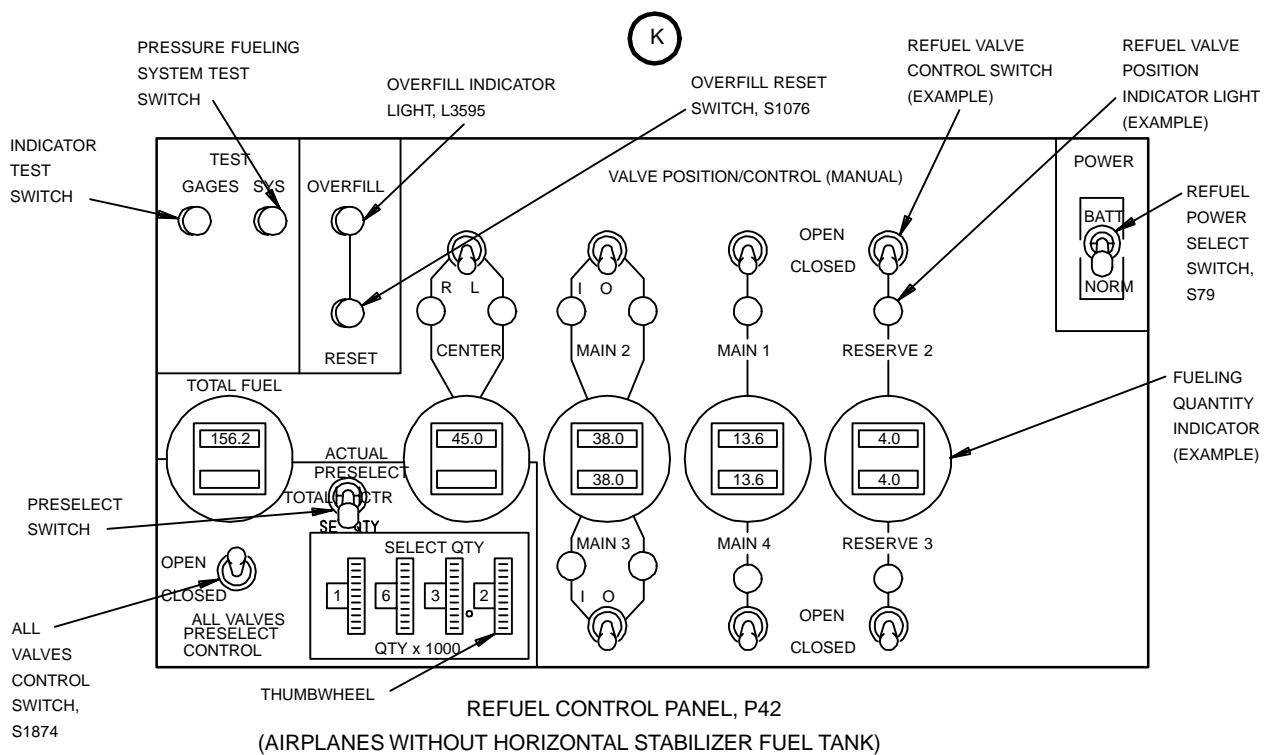 K
PRESSURE FUELING
SYSTEM TEST
SWITCH
OVERFILL INDICATOR
LIGHT, L3595
OVERFILL RESET
SWITCH, S1076
REFUEL VALVE
CONTROL SWITCH
(EXAMPLE)
REFUEL VALVE
POSITION
INDICATOR LIGHT
(EXAMPLE)
INDICATOR
TEST
SWITCH
TEST
GAGES SYS
OVERFILL
RESET
VALVE POSITION/CONTROL (MANUAL)
OPEN
CLOSED
POWER
BATT
NORM
REFUEL
POWER
SELECT
SWITCH,
S79
R L
I O
CENTER
MAIN 2
MAIN 1
RESERVE 2
TOTAL FUEL
156.2
45.0
38.0
38.0
13.6
13.6
4.0
4.0
FUELING
QUANTITY
INDICATOR
(EXAMPLE)
ACTUAL
PRESELECT
TOTAL CTR
SET QTY
PRESELECT
SWITCH
MAIN 3
MAIN 4
RESERVE 3
I O
OPEN
CLOSED
OPEN
CLOSED
ALL VALVES
PRESELECT
CONTROL
SELECT QTY
1 6 3 . 2
QTY x 1000
ALL
VALVES
CONTROL
SWITCH,
S1874
THUMBWHEEL
REFUEL CONTROL PANEL, P42
(AIRPLANES WITHOUT HORIZONTAL STABILIZER FUEL TANK)